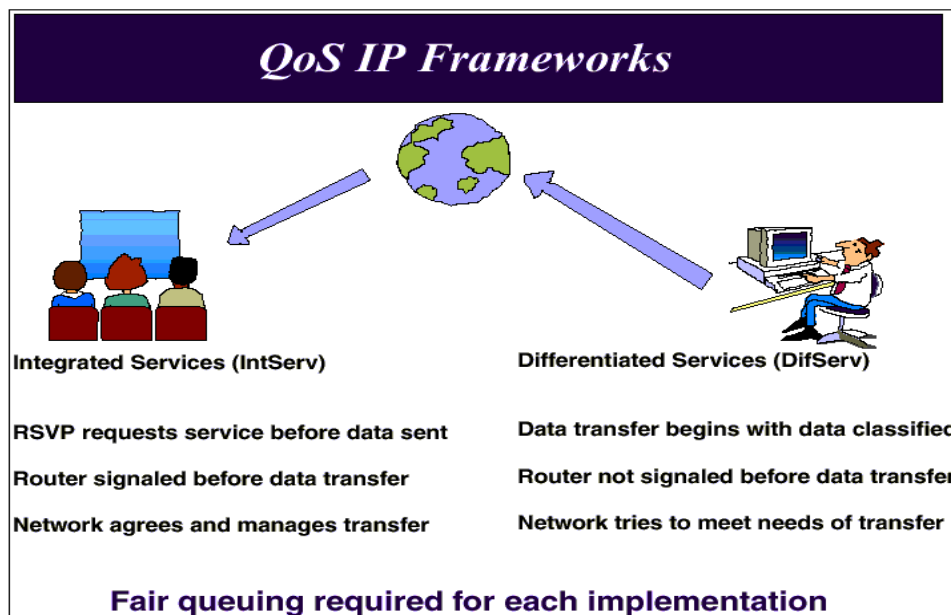 QoS IP Frameworks
Integrated Services (IntServ)
RSVP requests service before data sent
Router signaled before data transfer
Network agrees and manages transfer
Differentiated Services (DifServ)
Data transfer begins with data classified
Router not signaled before data transfer
Network tries to meet needs of transfer
Fair queuing required for each implementation